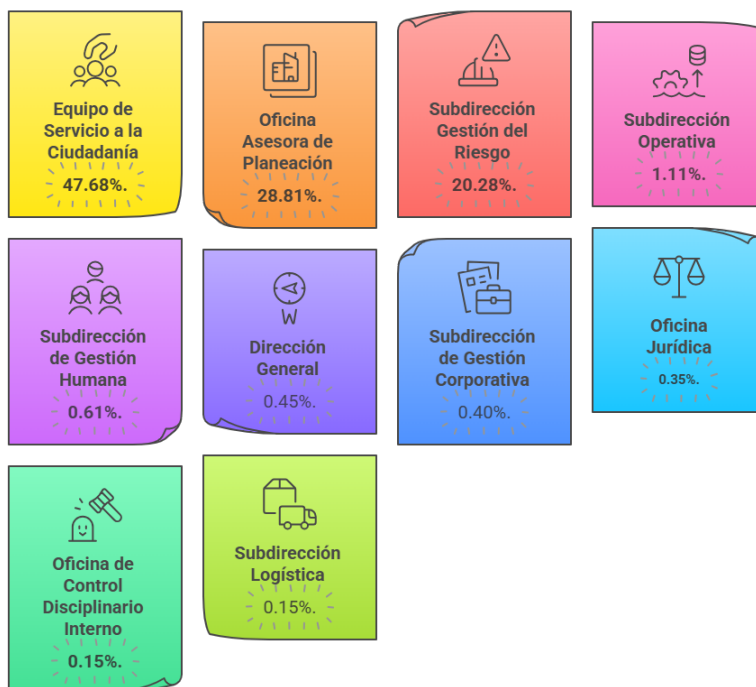 Equipo de
Servicio a la
Ciudadanía
47.68%.
Oficina
Asesora de
Planeación
28.81%.
Subdirección
Gestión del
Riesgo
20.28%.
Subdirección
Operativa
1.11%.
Subdirección
de Gestión
Humana
0.61%.
W
Dirección
General
0.45%.
Subdirección
de Gestión
Corporativa
0.40%.
Oficina
Jurídica
0.35%.
Oficina de
Control
Disciplinario
Interno
0.15%.
Subdirección
Logística
0.15%.